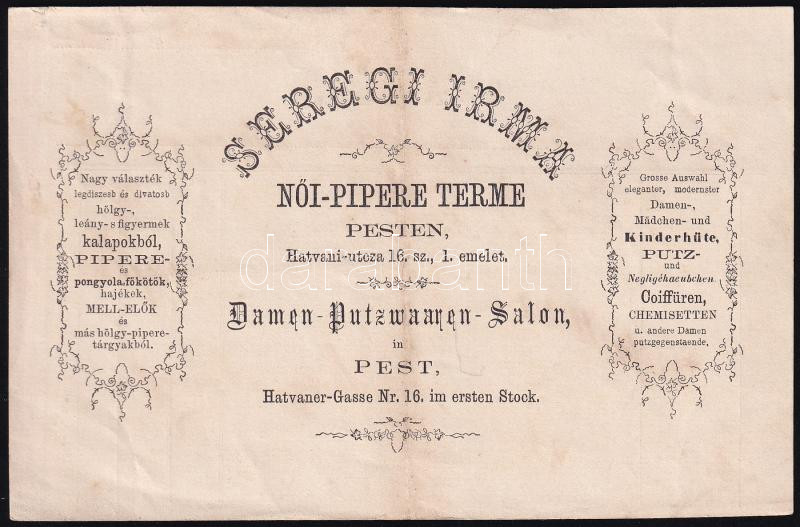 SEREGI IRMA
NŐI-PIPERE TERME
PESTEN,
Hatvani-utcza 16. sz., 1. emelet.
Damen-Putzwaaren-Salon,
in
PEST,
Hatvaner-Gasse Nr. 16. im ersten Stock.
Nagy választék
legdiszesb és divatosb
hölgy-,
leány- s figyermek
kalapokból,
PIPERE-
és
pongyola főkötők,
hajékek,
MELL-ELŐK
és
más hölgy-pipere-
tárgyakból.
Grosse Auswahl
eleganter, modernster
Damen-,
Mädchen- und
Kinderhüte,
PUTZ-
und
Negligéhaeubchen
Coiffüren,
CHEMISETTEN
u. andere Damen
putzgegenstaende.
darabanth